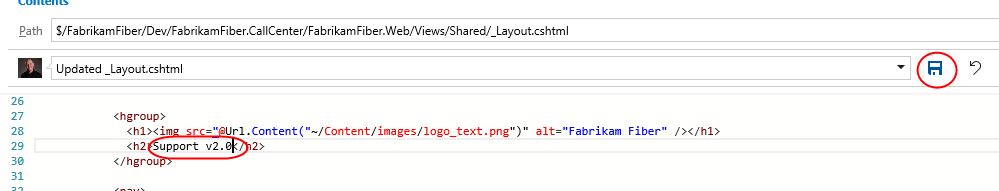 Contents
Path $/FabrikamFiber/Dev/FabrikamFiber.CallCenter/FabrikamFiber.Web/Views/Shared/_Layout.cshtml
Updated _Layout.cshtml
26
27 <hgroup>
28 <h1><img src="@Url.Content("~/Content/images/logo_text.png")" alt="Fabrikam Fiber" /></h1>
29 <h2>Support v2.0</h2>
30 </hgroup>
31
32 <nav>